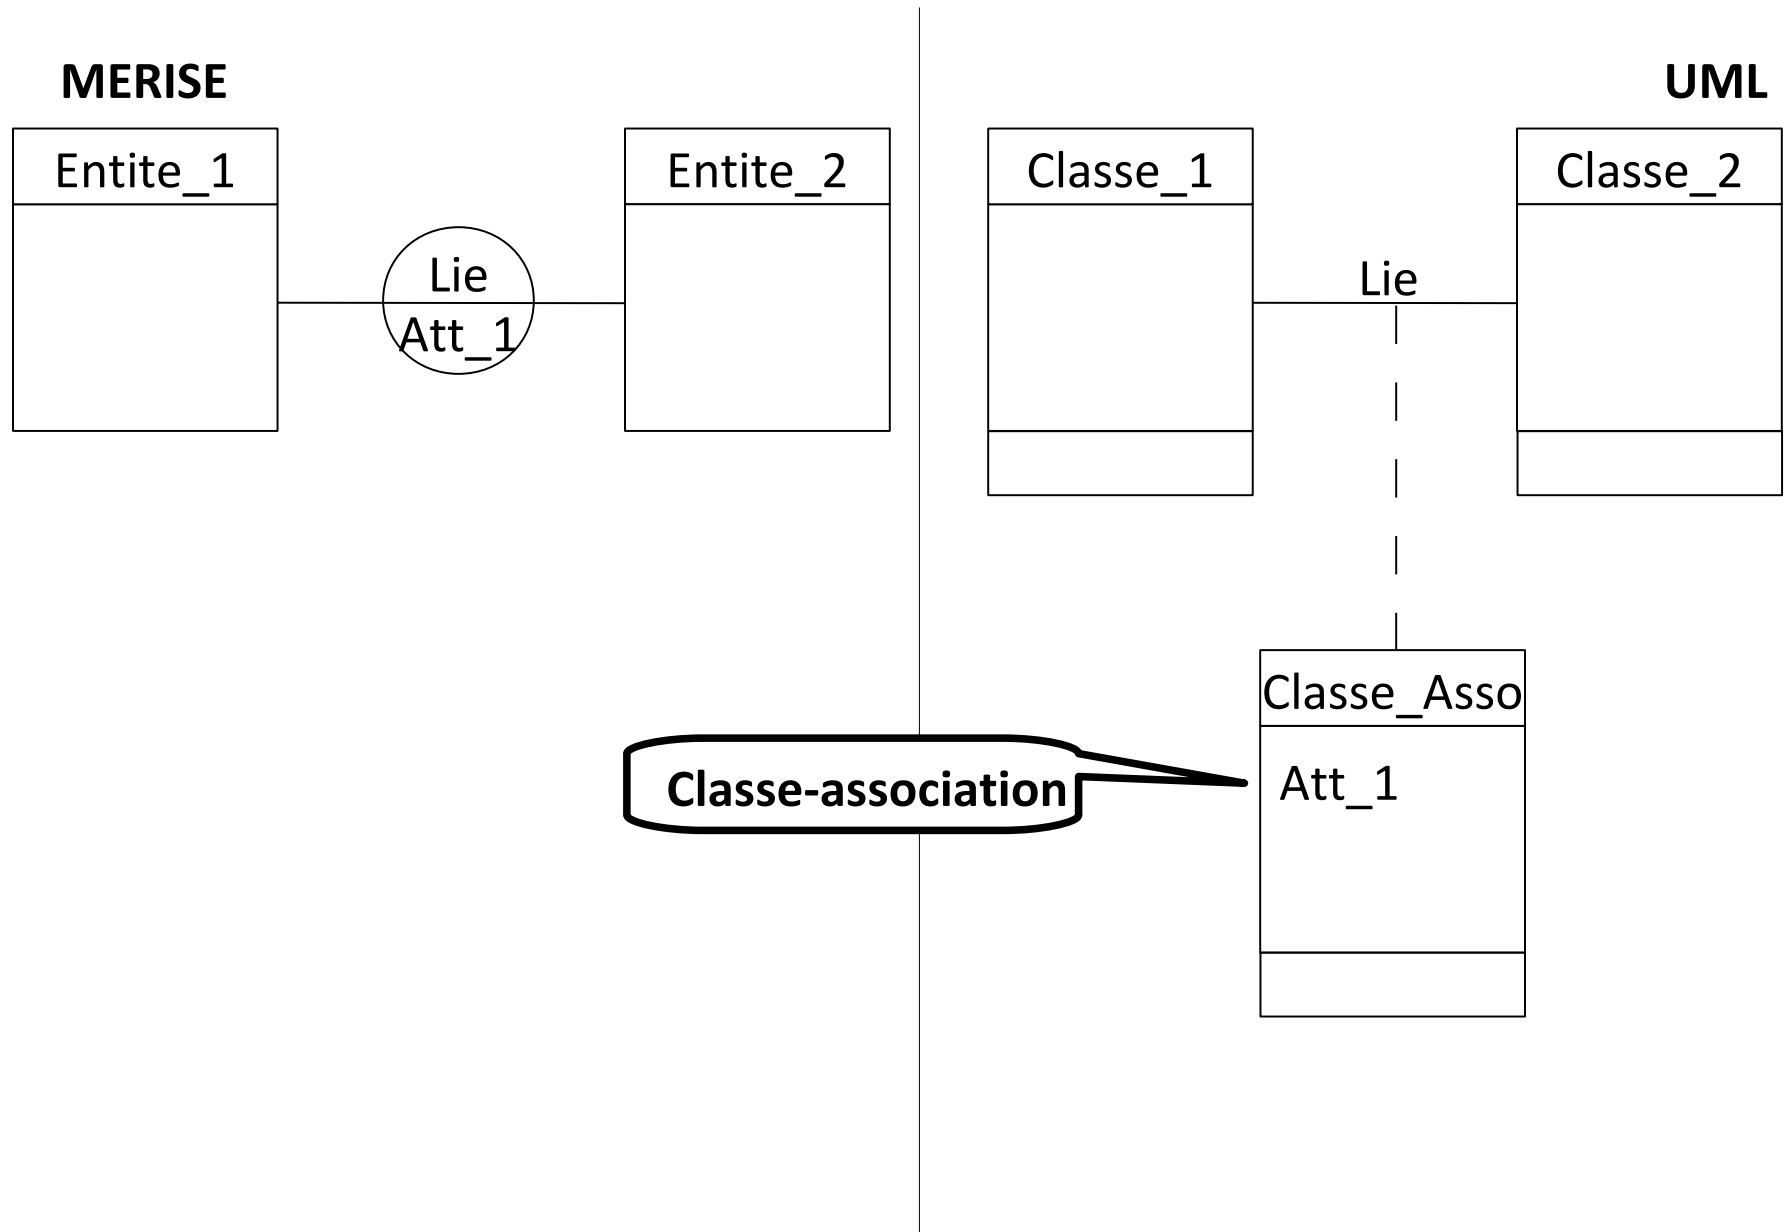 MERISE
UML
Entite_1
Entite_2
Classe_1
Classe_2
Lie
Att_1
Lie
Classe_Asso
Classe-association
Att_1